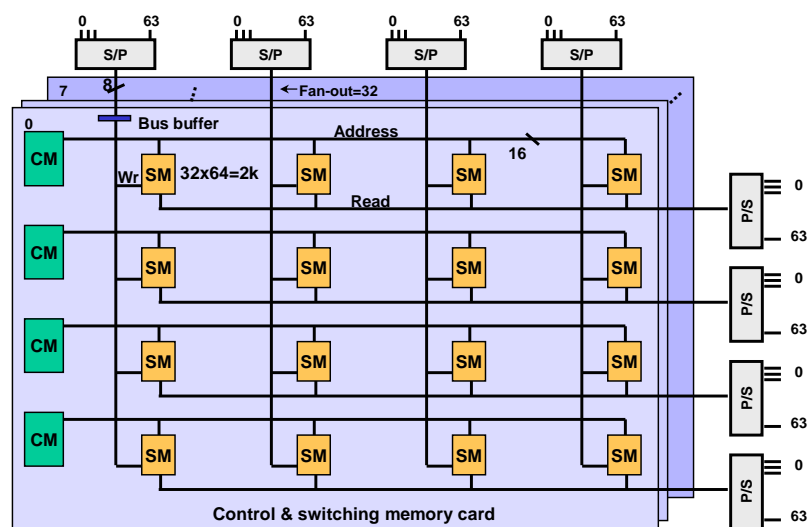 0 63 0 63 0 63 0 63
S/P S/P S/P S/P
7 8 Fan-out=32
0 Bus buffer
Address
CM
16
Wr SM 32x64=2k SM SM SM
Read
P/S 0
63
CM
SM SM SM SM
P/S 0
63
CM
SM SM SM SM
P/S 0
63
CM
SM SM SM SM
P/S 0
63
Control & switching memory card